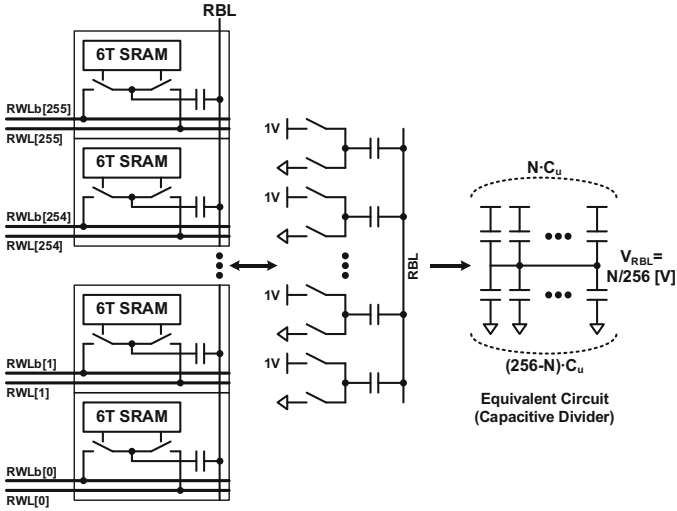 RBL
6T SRAM
RWLb[255]
RWL[255]
6T SRAM
RWLb[254]
RWL[254]
6T SRAM
RWLb[1]
RWL[1]
6T SRAM
RWLb[0]
RWL[0]
1V
1V
1V
1V
RBL
N·Cu
VRBL=
N/256 [V]
(256-N)·Cu
Equivalent Circuit
(Capacitive Divider)